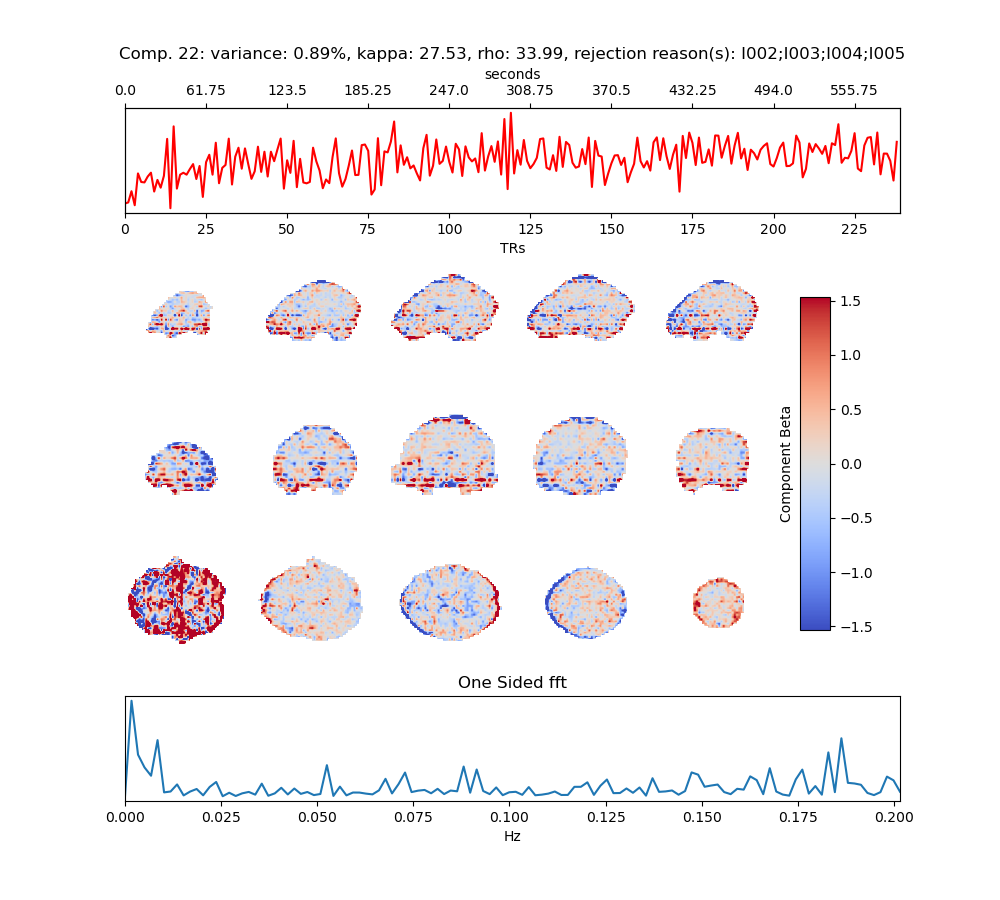 Comp. 22: variance: 0.89%, kappa: 27.53, rho: 33.99, rejection reason(s): I002;I003;I004;I005
seconds
0.0 61.75 123.5 185.25 247.0 308.75 370.5 432.25 494.0 555.75
0 25 50 75 100 125 150 175 200 225
TRs
1.5
1.0
0.5
0.0
−0.5
−1.0
−1.5
Component Beta
One Sided fft
0.000 0.025 0.050 0.075 0.100 0.125 0.150 0.175 0.200
Hz